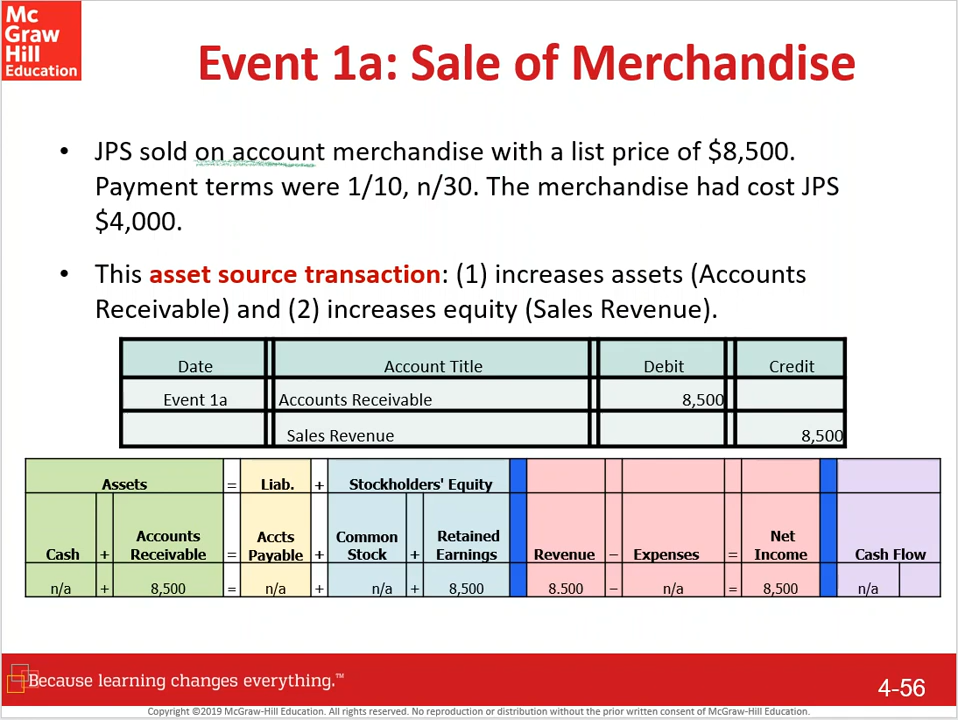 Mc
Graw
Hill
Education
Event 1a: Sale of Merchandise
• JPS sold on account merchandise with a list price of $8,500.
Payment terms were 1/10, n/30. The merchandise had cost JPS
$4,000.
• This asset source transaction: (1) increases assets (Accounts
Receivable) and (2) increases equity (Sales Revenue).
Date Account Title Debit Credit
Event 1a Accounts Receivable 8,500
Sales Revenue 8,500
Assets = Liab. + Stockholders' Equity
Accounts Accts Common Retained Net
Cash + Receivable = Payable + Stock + Earnings Revenue − Expenses = Income Cash Flow
n/a + 8,500 = n/a + n/a + 8,500 8.500 − n/a = 8,500 n/a
Because learning changes everything.™
4-56
Copyright ©2019 McGraw-Hill Education. All rights reserved. No reproduction or distribution without the prior written consent of McGraw-Hill Education.